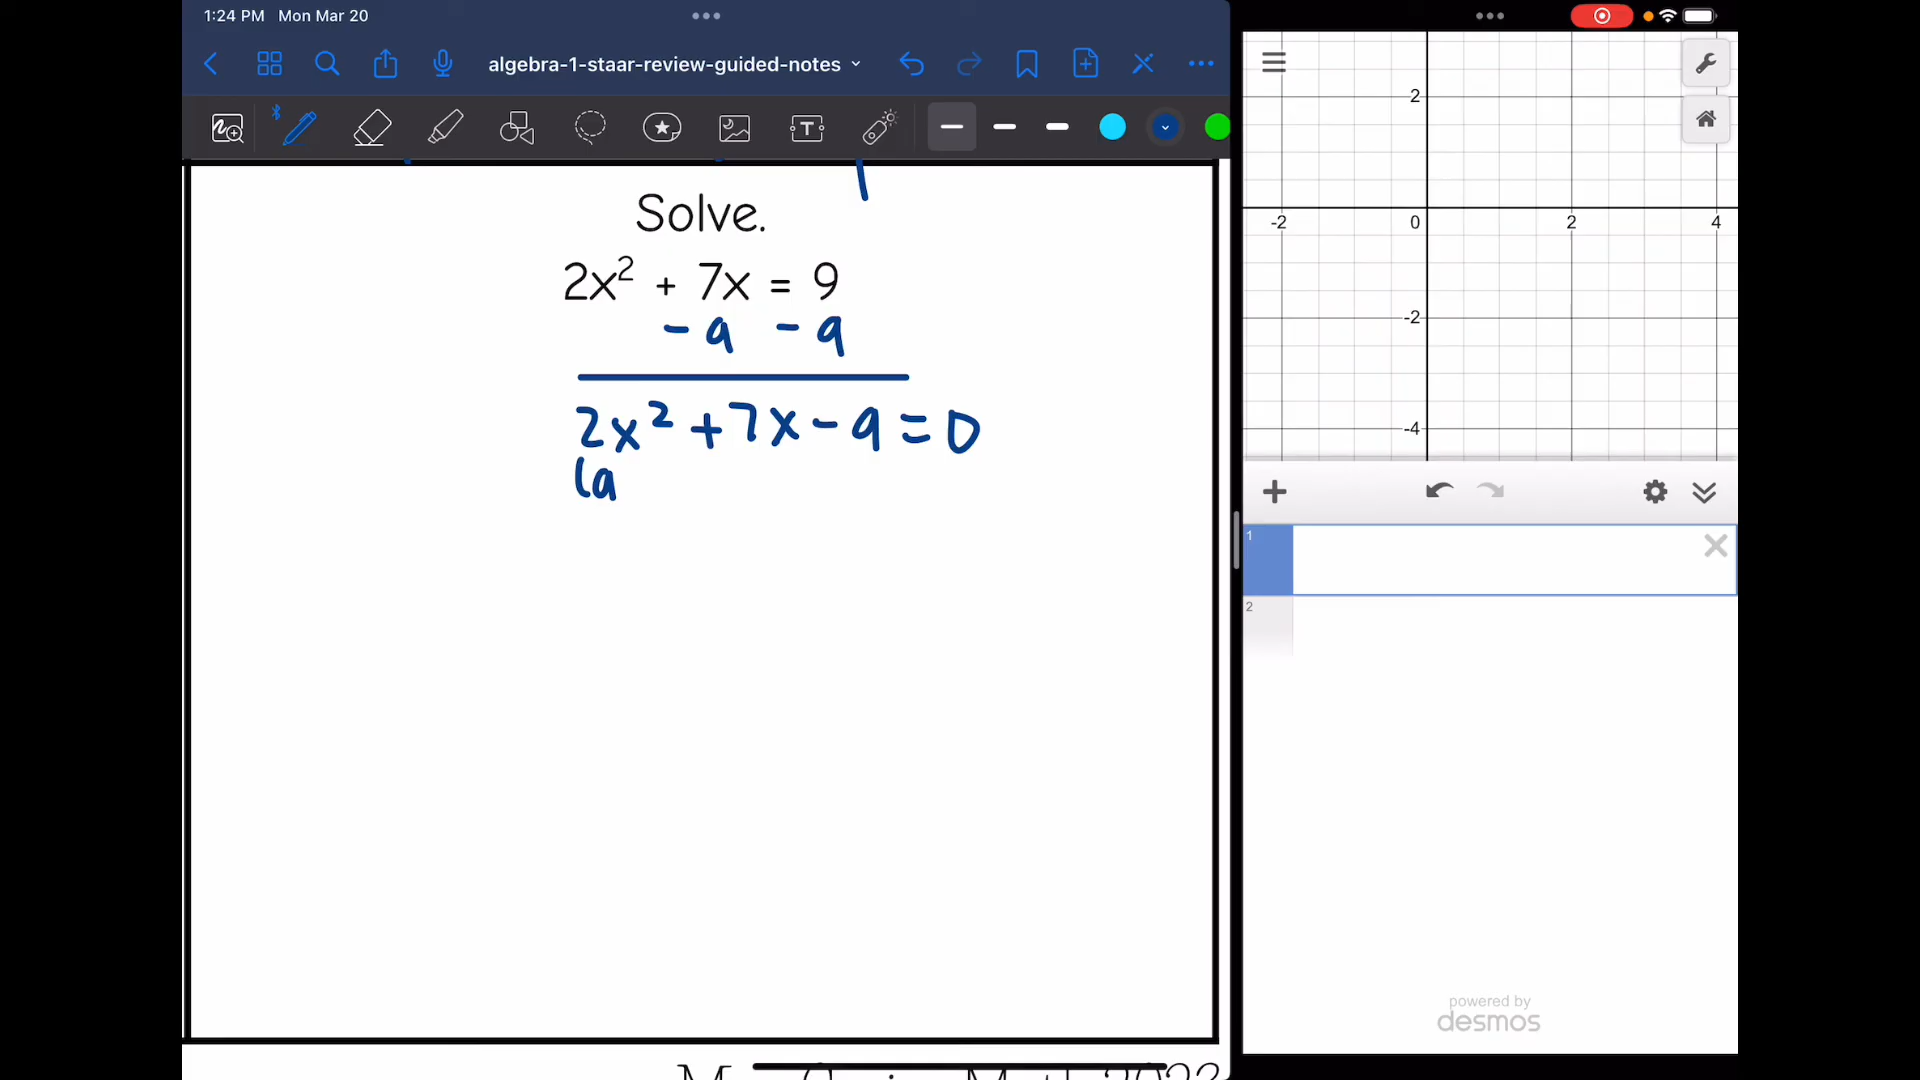 1:24 PM Mon Mar 20
algebra-1-staar-review-guided-notes
T
Solve.
2x² + 7x = 9
- 9 - 9
2x² + 7x - 9 = 0
(a
2
-2 0 2 4
-2
-4
1
2
powered by
desmos